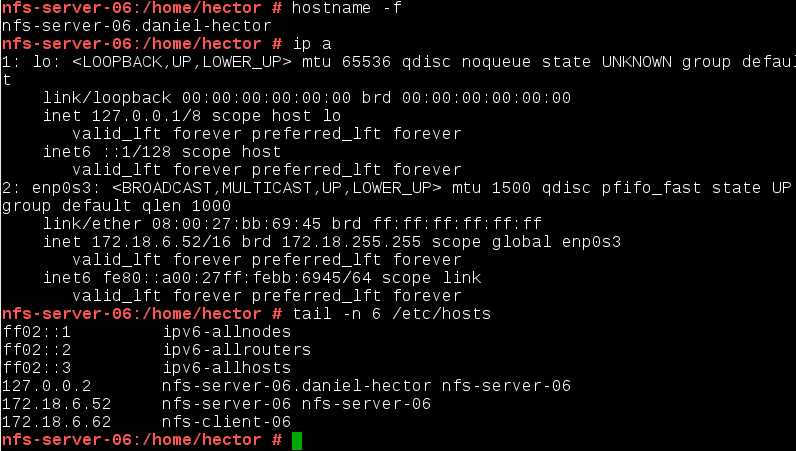 nfs-server-06:/home/hector # hostname -f
nfs-server-06.daniel-hector
nfs-server-06:/home/hector # ip a
1: lo: <LOOPBACK,UP,LOWER_UP> mtu 65536 qdisc noqueue state UNKNOWN group defaul
t
    link/loopback 00:00:00:00:00:00 brd 00:00:00:00:00:00
    inet 127.0.0.1/8 scope host lo
       valid_lft forever preferred_lft forever
    inet6 ::1/128 scope host
       valid_lft forever preferred_lft forever
2: enp0s3: <BROADCAST,MULTICAST,UP,LOWER_UP> mtu 1500 qdisc pfifo_fast state UP
group default qlen 1000
    link/ether 08:00:27:bb:69:45 brd ff:ff:ff:ff:ff:ff
    inet 172.18.6.52/16 brd 172.18.255.255 scope global enp0s3
       valid_lft forever preferred_lft forever
    inet6 fe80::a00:27ff:febb:6945/64 scope link
       valid_lft forever preferred_lft forever
nfs-server-06:/home/hector # tail -n 6 /etc/hosts
ff02::1         ipv6-allnodes
ff02::2         ipv6-allrouters
ff02::3         ipv6-allhosts
127.0.0.2       nfs-server-06.daniel-hector nfs-server-06
172.18.6.52     nfs-server-06 nfs-server-06
172.18.6.62     nfs-client-06
nfs-server-06:/home/hector #